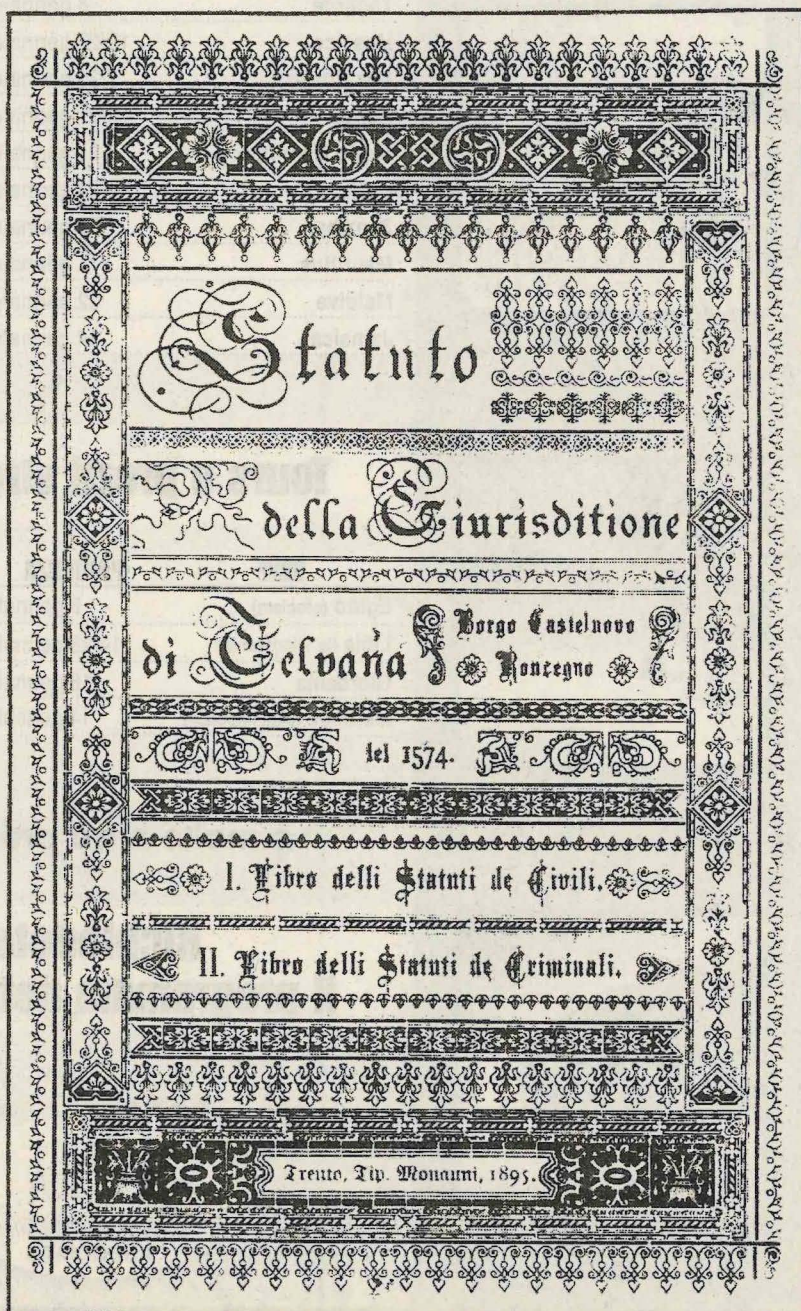 Statuto
della Giurisditione
di Telvana
Borgo Castelnovo
Roncegno
del 1574.
I. Libro delli Statuti de Civili.
II. Libro delli Statuti de Criminali.
Trento, Tip. Monauni, 1895.